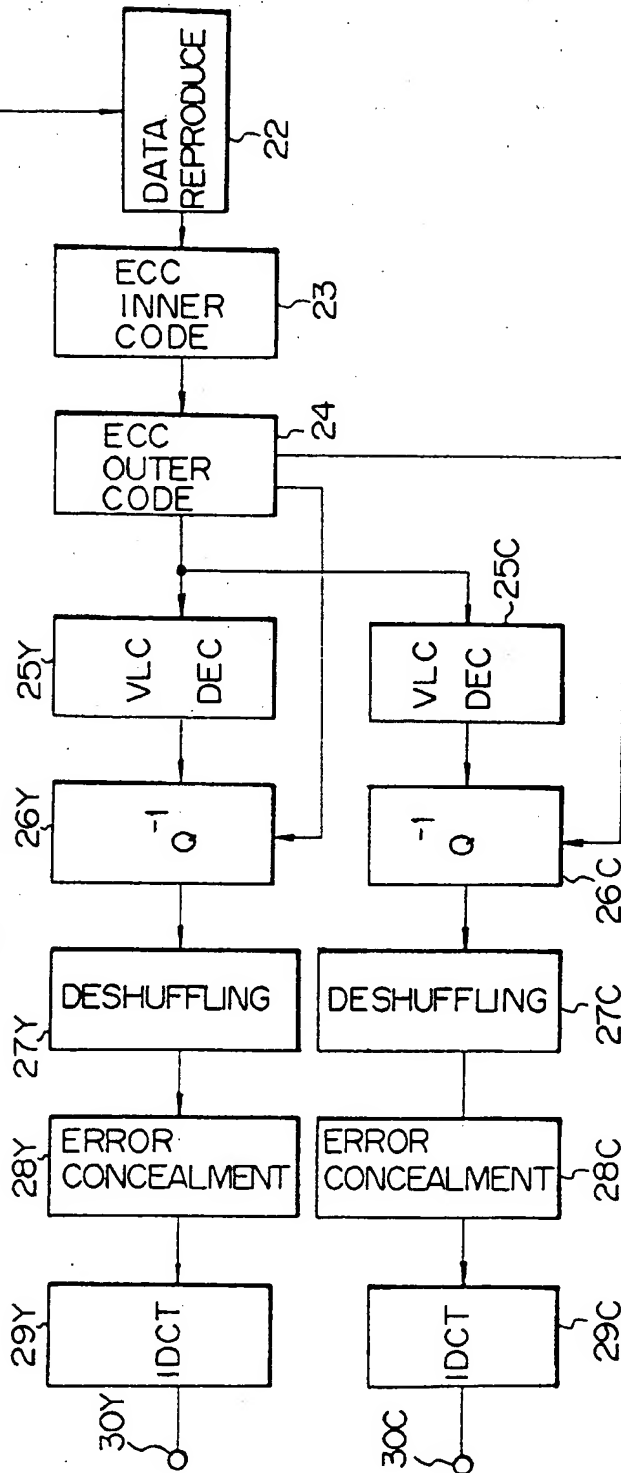 DATA
REPRODUCE
22
ECC
INNER
CODE
23
ECC
OUTER
CODE
24
25Y
VLC
DEC
VLC
DEC
25C
26Y
Q⁻¹
Q⁻¹
26C
27Y
DESHUFFLING
DESHUFFLING
27C
28Y
ERROR
CONCEALMENT
ERROR
CONCEALMENT
28C
29Y
IDCT
IDCT
29C
30Y
30C